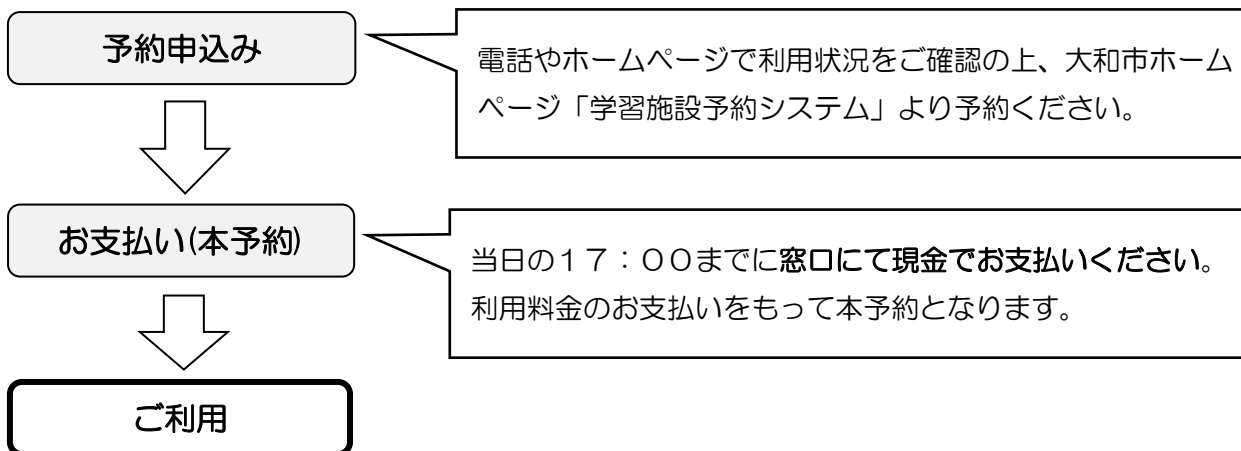 予約申込み
電話やホームページで利用状況をご確認の上、大和市ホーム
ページ「学習施設予約システム」より予約ください。
お支払い(本予約)
当日の17:00までに窓口にて現金でお支払いください。
利用料金のお支払いをもって本予約となります。
ご利用